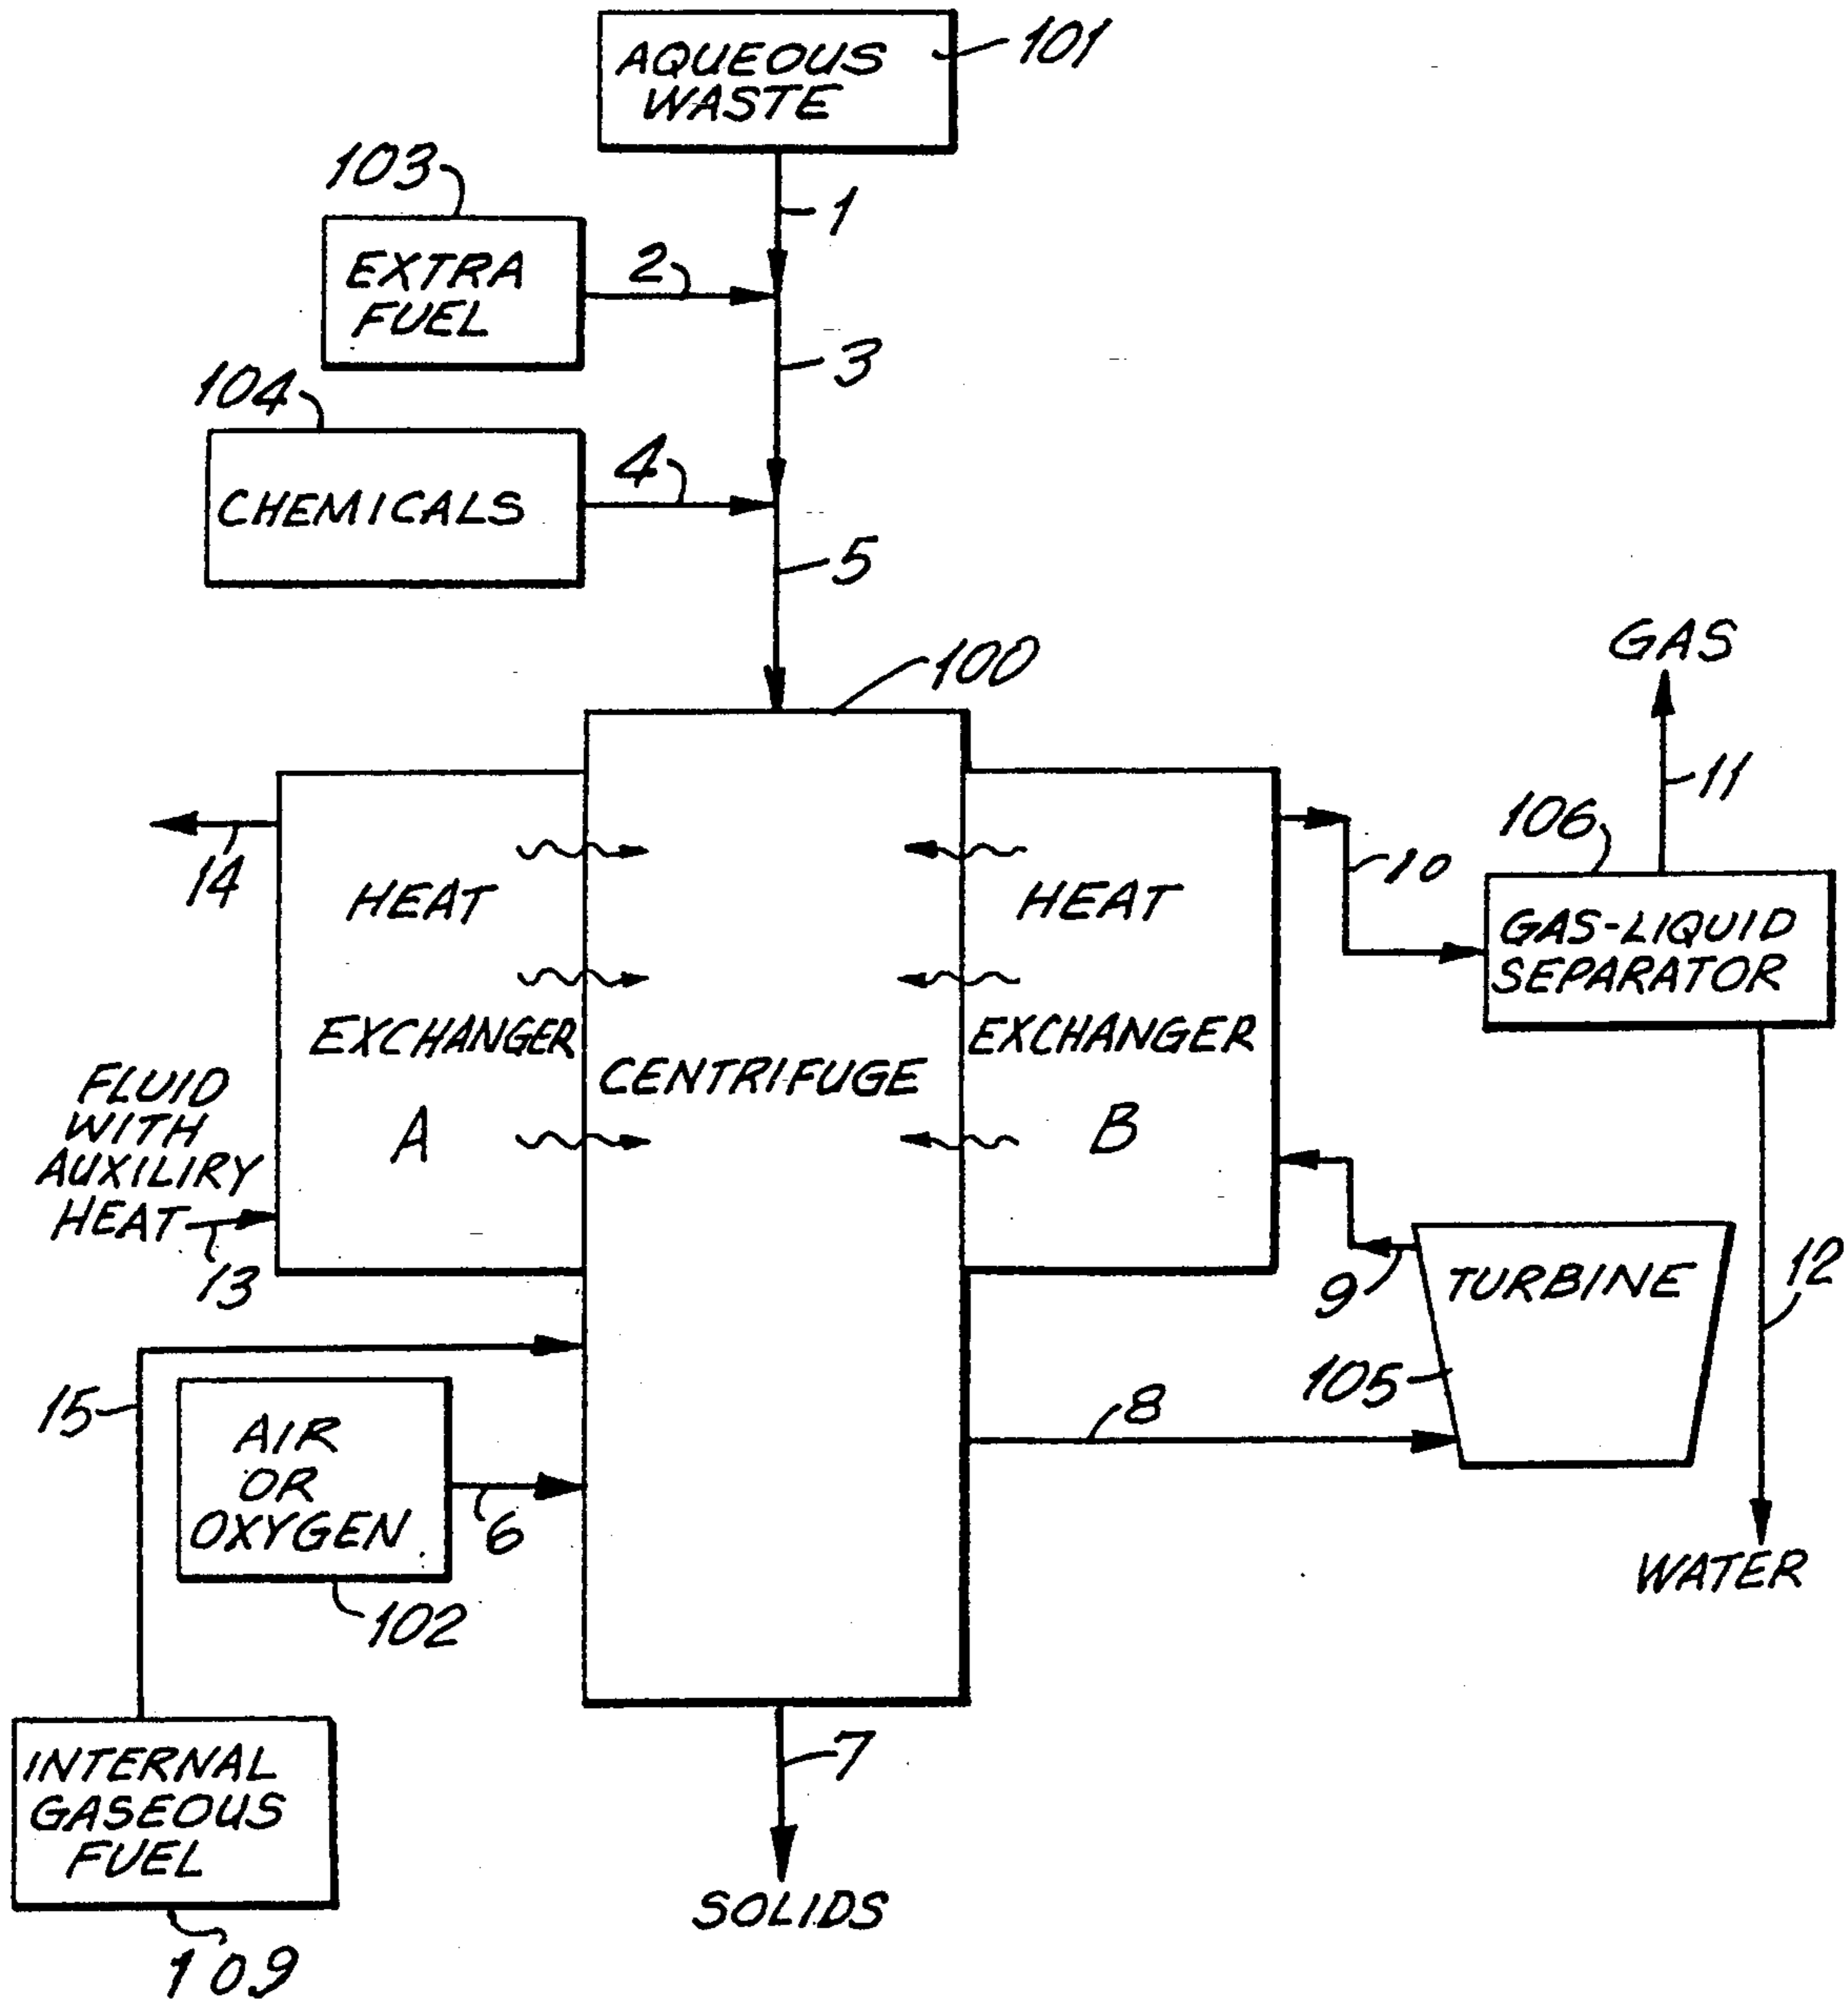 AQUEOUS
WASTE
101
1
103
EXTRA
FUEL
2
3
104
CHEMICALS
4
5
100
GAS
11
106
GAS-LIQUID
SEPARATOR
10
14
HEAT
EXCHANGER
A
CENTRIFUGE
HEAT
EXCHANGER
B
FLUID
WITH
AUXILIRY
HEAT
13
9
TURBINE
105
12
8
15
AIR
OR
OXYGEN
6
102
WATER
INTERNAL
GASEOUS
FUEL
109
7
SOLIDS